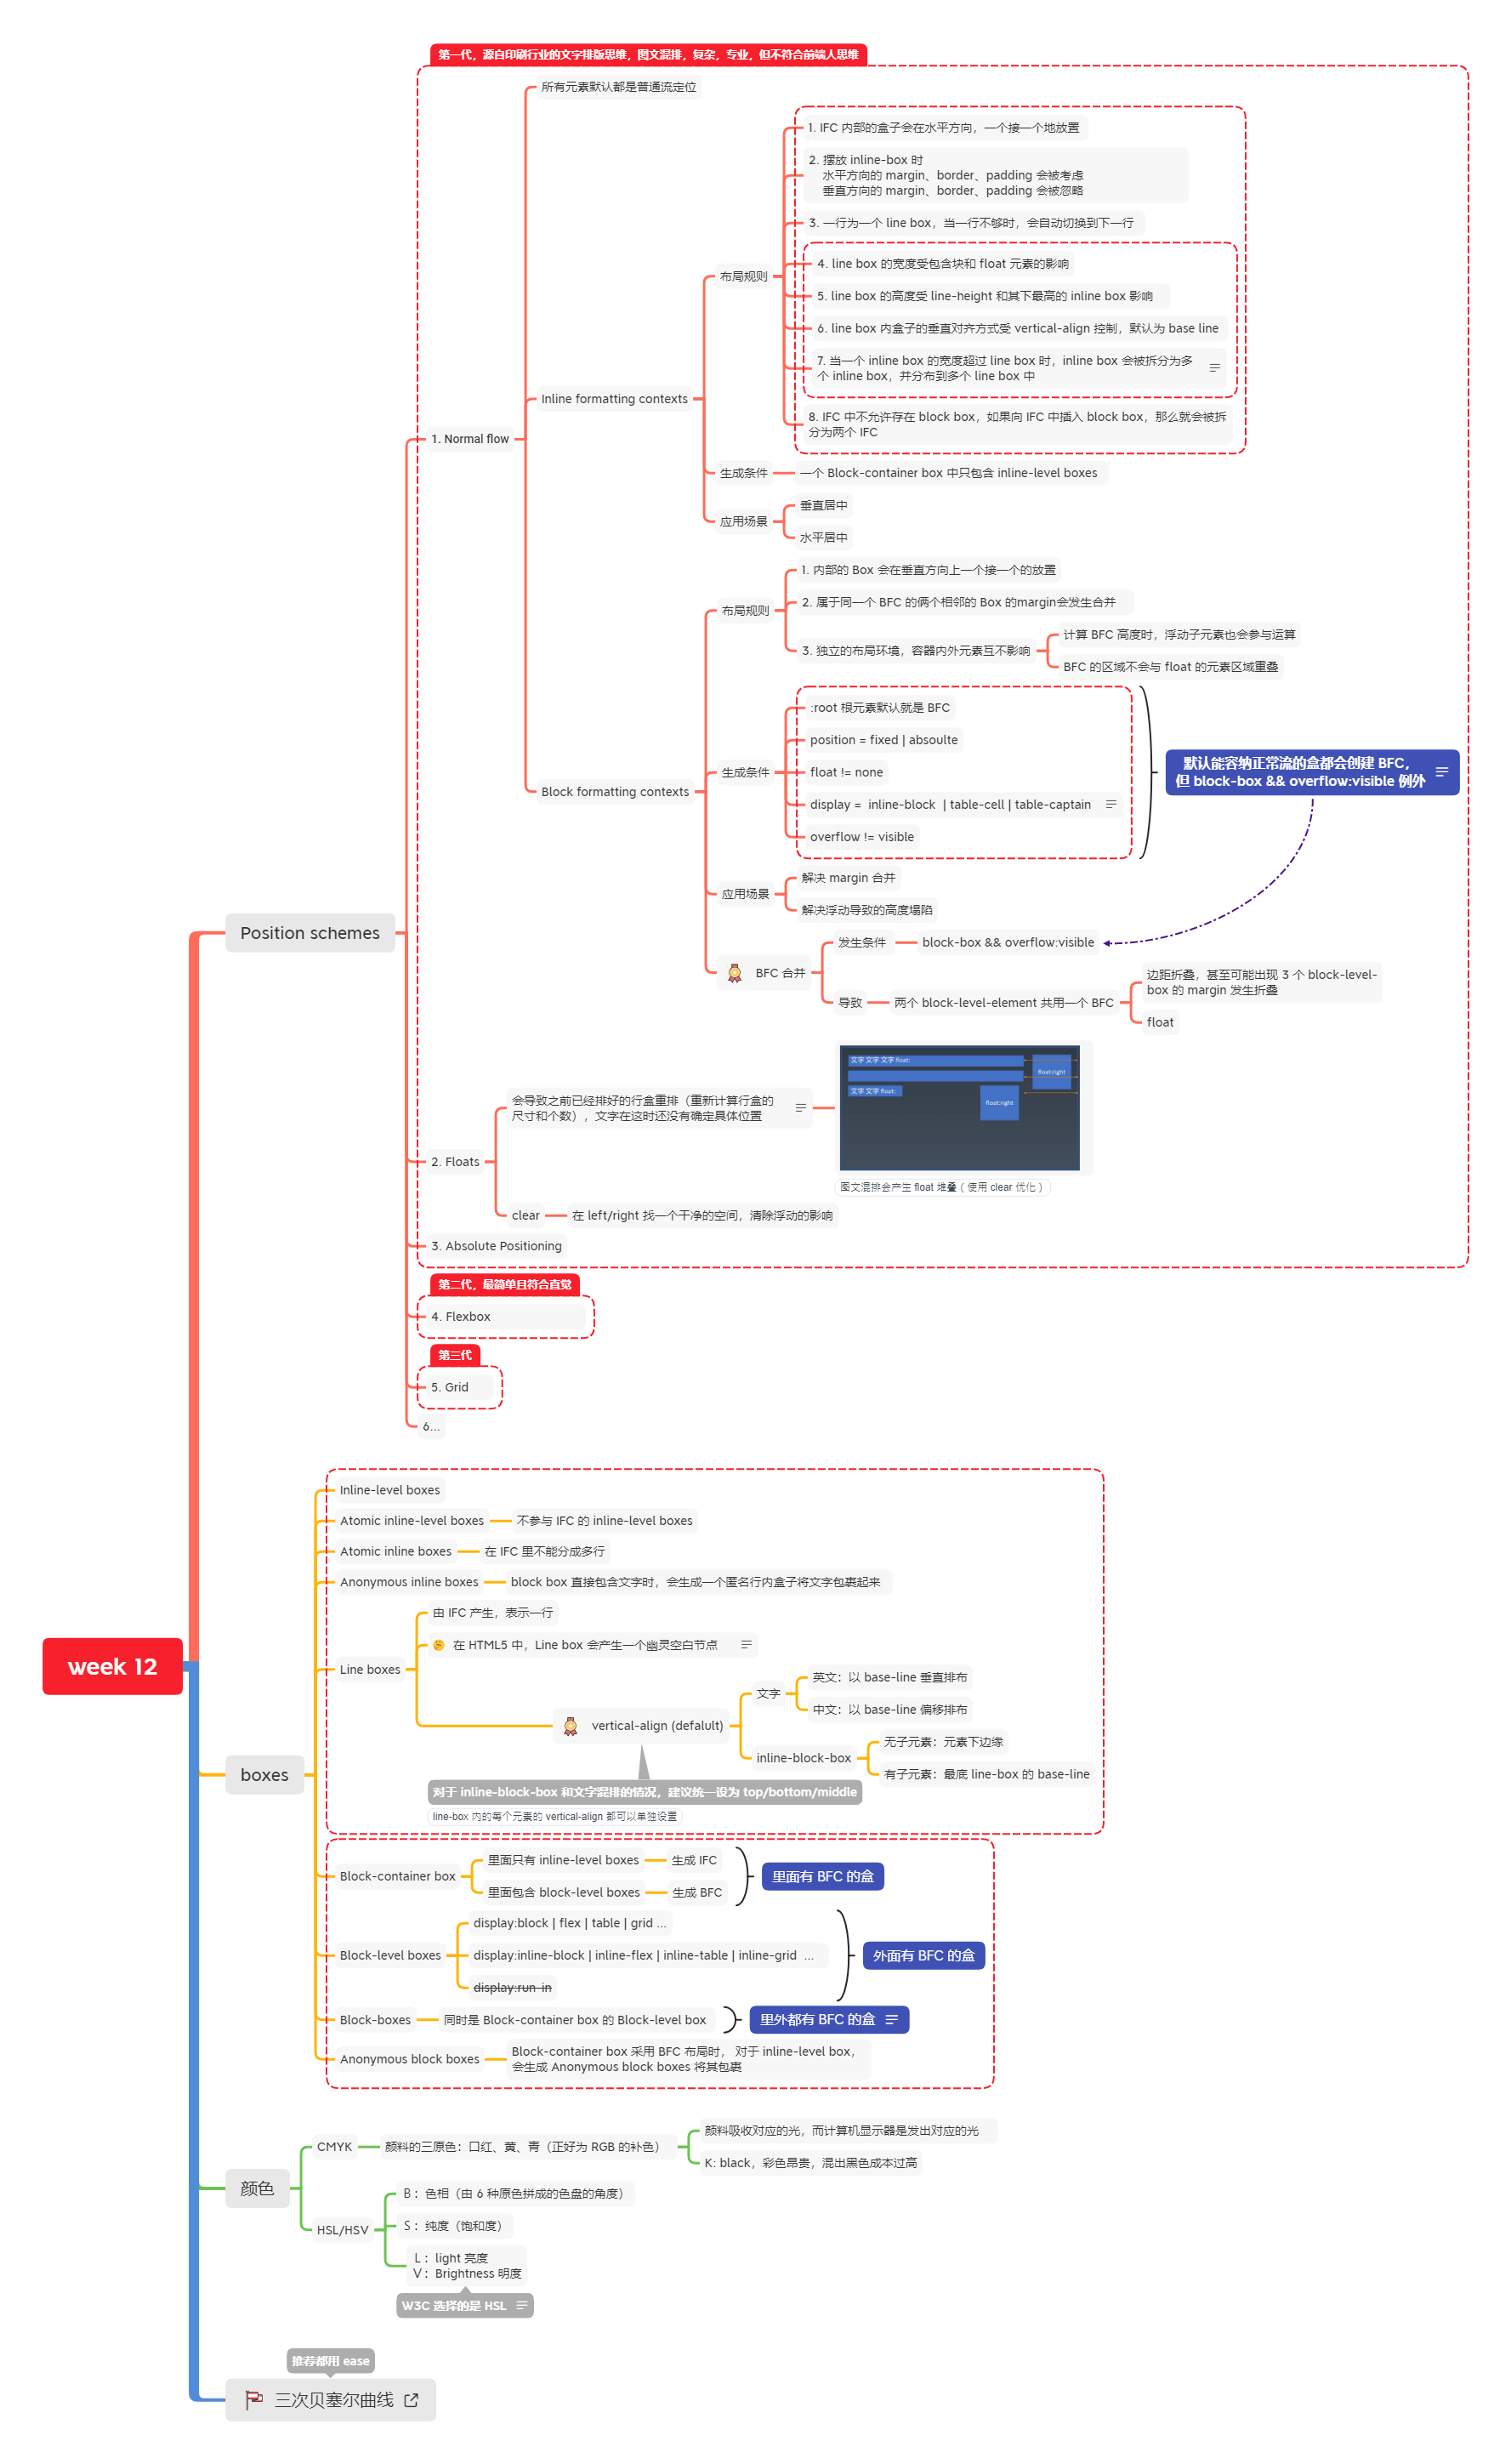 第一代，源自印刷行业的文字排版思维，图文混排，复杂，专业，但不符合前端人思维
所有元素默认都是普通流定位
1. IFC 内部的盒子会在水平方向，一个接一个地放置
2. 摆放 inline-box 时
水平方向的 margin、border、padding 会被考虑
垂直方向的 margin、border、padding 会被忽略
3. 一行为一个 line box，当一行不够时，会自动切换到下一行
布局规则
4. line box 的宽度受包含块和 float 元素的影响
5. line box 的高度受 line-height 和其下最高的 inline box 影响
6. line box 内盒子的垂直对齐方式受 vertical-align 控制，默认为 base line
7. 当一个 inline box 的宽度超过 line box 时，inline box 会被拆分为多
个 inline box，并分布到多个 line box 中
Inline formatting contexts
8. IFC 中不允许存在 block box，如果向 IFC 中插入 block box，那么就会被拆
分为两个 IFC
1. Normal flow
生成条件
一个 Block-container box 中只包含 inline-level boxes
应用场景
垂直居中
水平居中
布局规则
1. 内部的 Box 会在垂直方向上一个接一个的放置
2. 属于同一个 BFC 的俩个相邻的 Box 的margin会发生合并
3. 独立的布局环境，容器内外元素互不影响
计算 BFC 高度时，浮动子元素也会参与运算
BFC 的区域不会与 float 的元素区域重叠
Block formatting contexts
生成条件
:root 根元素默认就是 BFC
position = fixed | absoulte
float != none
display =  inline-block  | table-cell | table-captain
overflow != visible
默认能容纳正常流的盒都会创建 BFC，
但 block-box && overflow:visible 例外
应用场景
解决 margin 合并
解决浮动导致的高度塌陷
Position schemes
BFC 合并
发生条件
block-box && overflow:visible
导致
两个 block-level-element 共用一个 BFC
边距折叠，甚至可能出现 3 个 block-level-
box 的 margin 发生折叠
float
2. Floats
会导致之前已经排好的行盒重排（重新计算行盒的
尺寸和个数），文字在这时还没有确定具体位置
文字 文字 文字 float:
float:right
文字 文字 float:
float:right
图文混排会产生 float 堆叠 ( 使用 clear 优化 )
clear
在 left/right 找一个干净的空间，清除浮动的影响
3. Absolute Positioning
第二代，最简单且符合直觉
4. Flexbox
第三代
5. Grid
6...
week 12
boxes
Inline-level boxes
Atomic inline-level boxes
不参与 IFC 的 inline-level boxes
Atomic inline boxes
在 IFC 里不能分成多行
Anonymous inline boxes
block box 直接包含文字时，会生成一个匿名行内盒子将文字包裹起来
Line boxes
由 IFC 产生，表示一行
在 HTML5 中，Line box 会产生一个幽灵空白节点
vertical-align (defalult)
文字
英文：以 base-line 垂直排布
中文：以 base-line 偏移排布
inline-block-box
无子元素：元素下边缘
有子元素：最底 line-box 的 base-line
对于 inline-block-box 和文字混排的情况，建议统一设为 top/bottom/middle
line-box 内的每个元素的 vertical-align 都可以单独设置
Block-container box
里面只有 inline-level boxes
生成 IFC
里面包含 block-level boxes
生成 BFC
里面有 BFC 的盒
Block-level boxes
display:block | flex | table | grid ...
display:inline-block | inline-flex | inline-table | inline-grid  ...
display:run-in
外面有 BFC 的盒
Block-boxes
同时是 Block-container box 的 Block-level box
里外都有 BFC 的盒
Anonymous block boxes
Block-container box 采用 BFC 布局时， 对于 inline-level box，
会生成 Anonymous block boxes 将其包裹
颜色
CMYK
颜料的三原色：口红、黄、青（正好为 RGB 的补色）
颜料吸收对应的光，而计算机显示器是发出对应的光
K: black，彩色昂贵，混出黑色成本过高
HSL/HSV
B：色相（由 6 种原色拼成的色盘的角度）
S：纯度（饱和度）
L：light 亮度
V：Brightness 明度
W3C 选择的是 HSL
推荐都用 ease
三次贝塞尔曲线